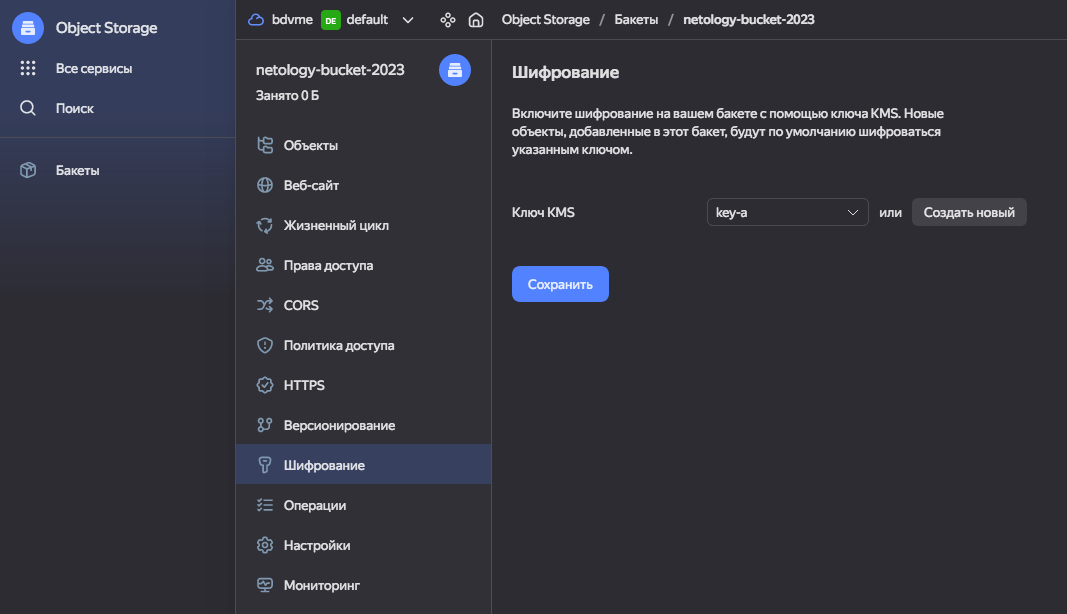 Object Storage
Все сервисы
Поиск
Бакеты
bdvme DE default
Object Storage / Бакеты / netology-bucket-2023
netology-bucket-2023
Занято 0 Б
Объекты
Веб-сайт
Жизненный цикл
Права доступа
CORS
Политика доступа
HTTPS
Версионирование
Шифрование
Операции
Настройки
Мониторинг
Шифрование
Включите шифрование на вашем бакете с помощью ключа KMS. Новые
объекты, добавленные в этот бакет, будут по умолчанию шифроваться
указанным ключом.
Ключ KMS key-a или Создать новый
Сохранить